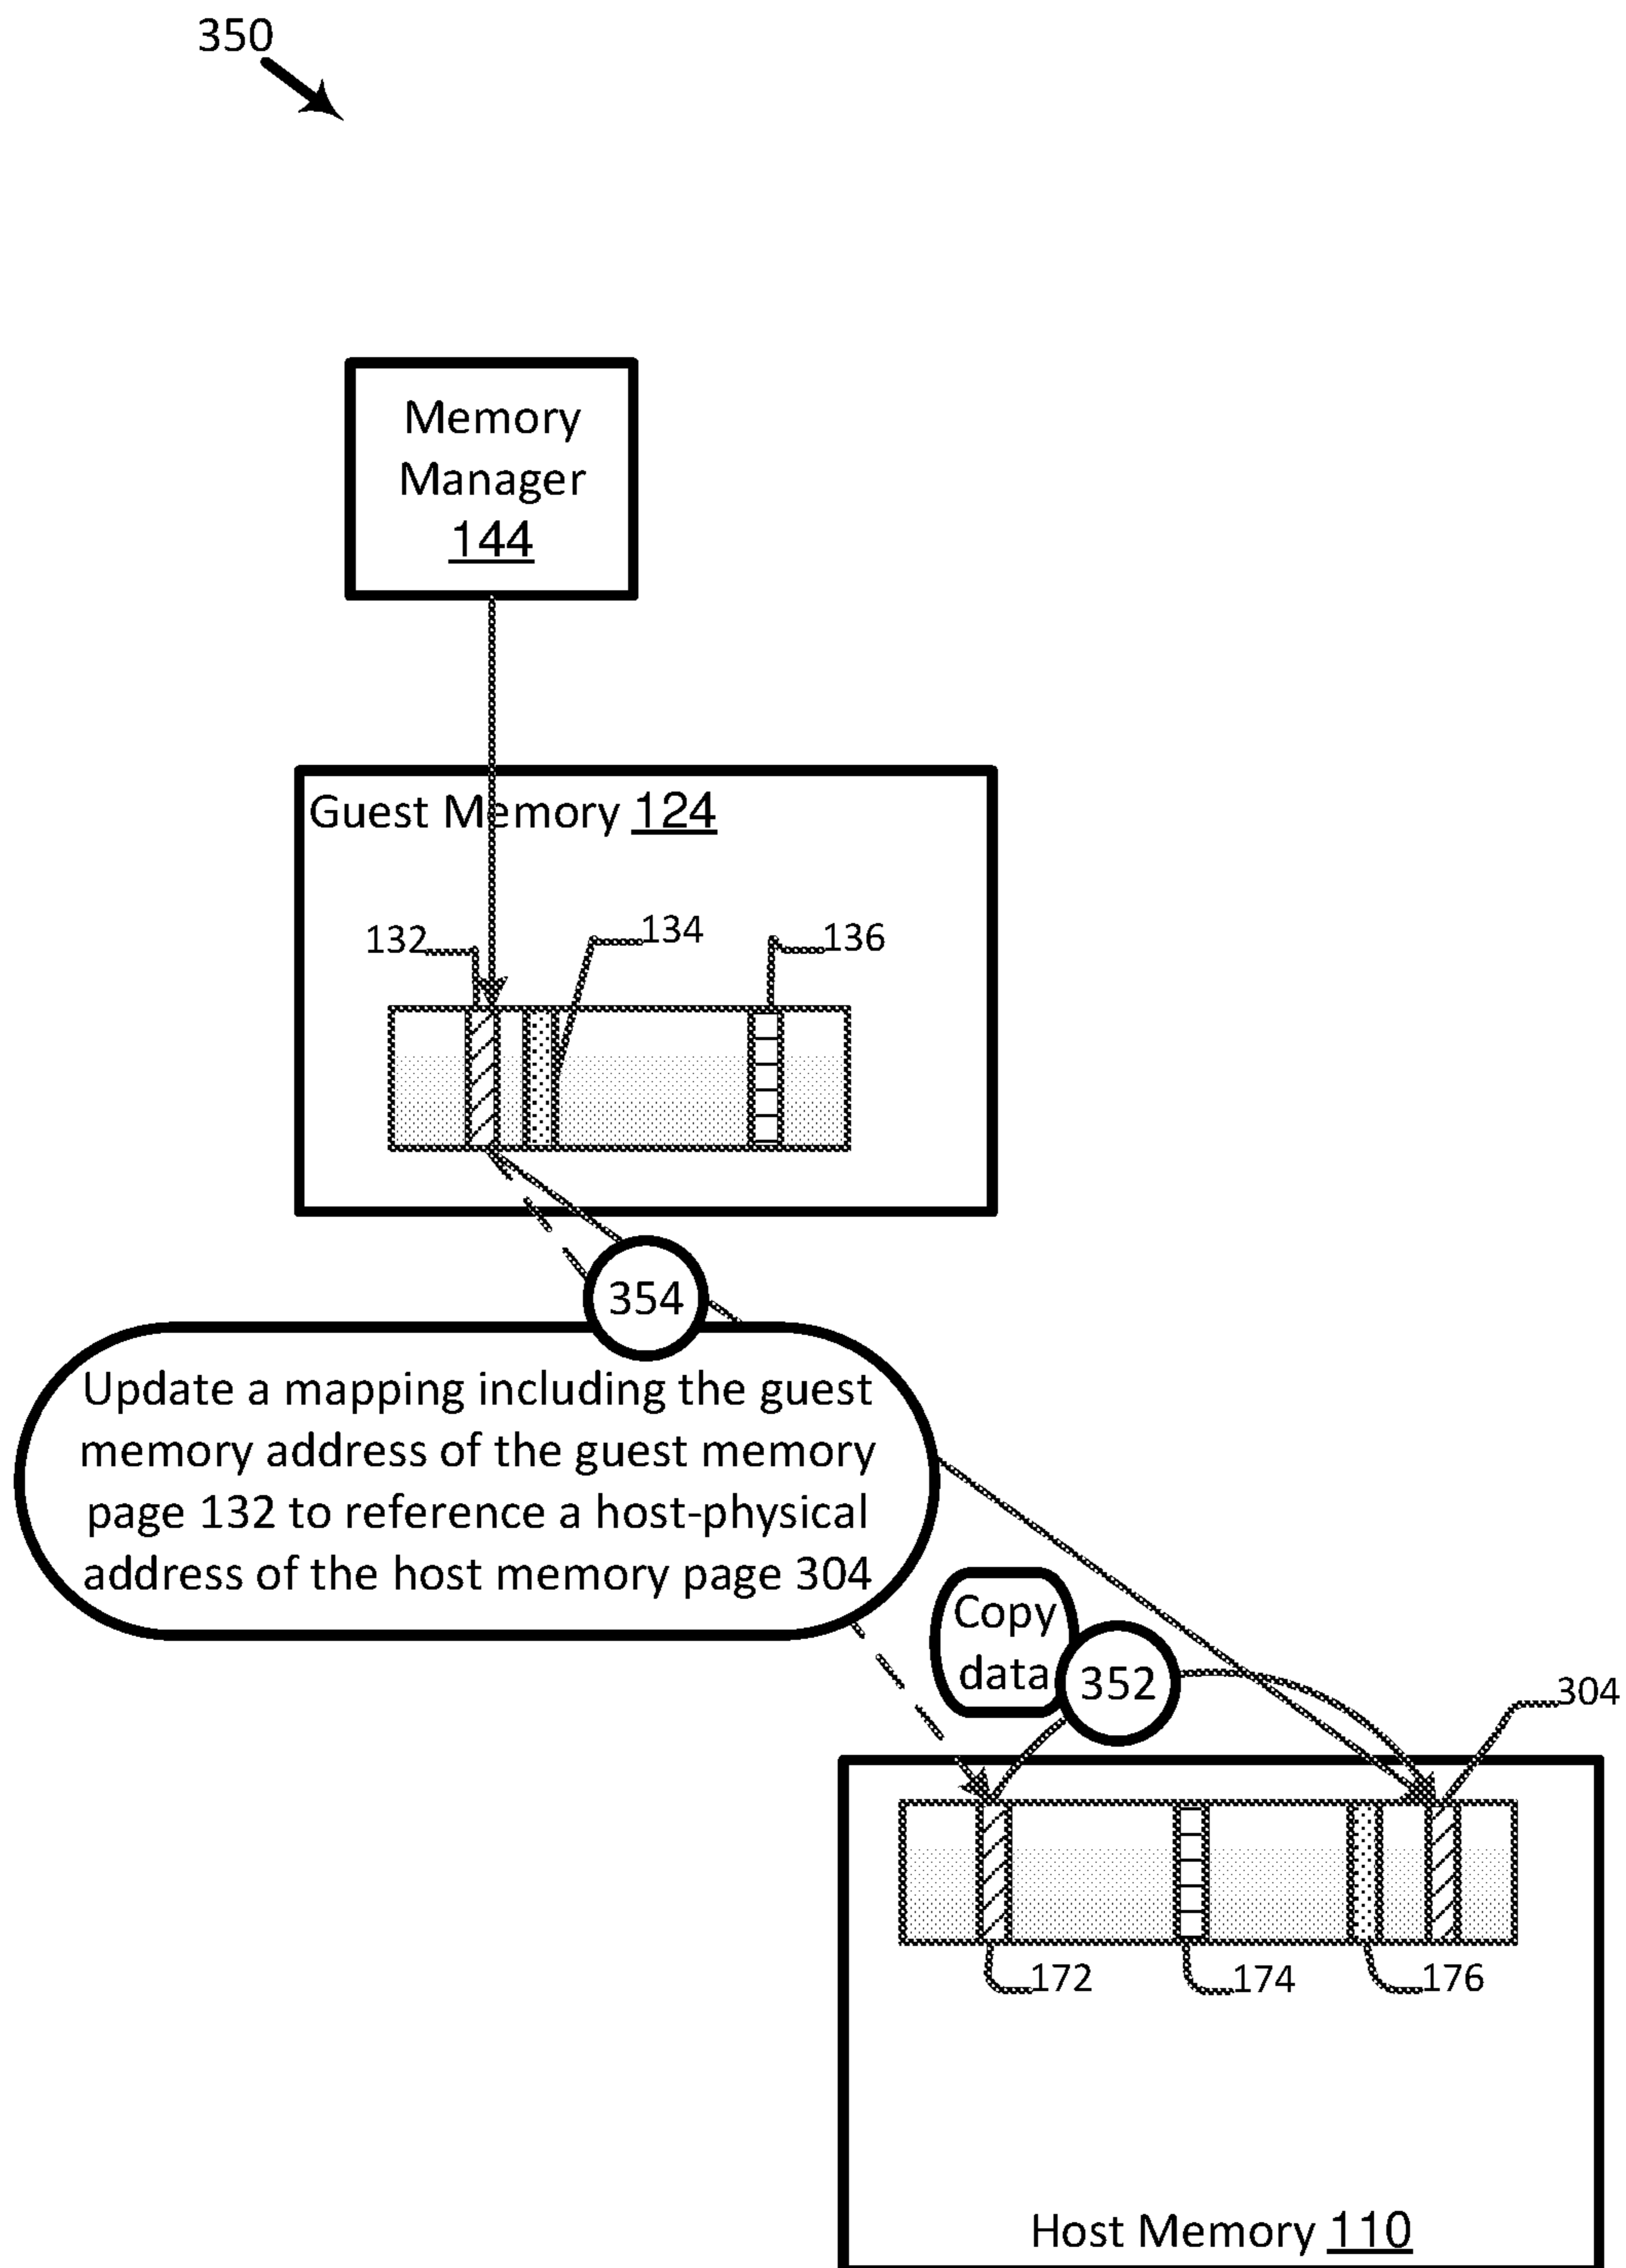 350
Memory
Manager
144
Guest Memory 124
132
134
136
354
Update a mapping including the guest
memory address of the guest memory
page 132 to reference a host-physical
address of the host memory page 304
Copy
data
352
304
172
174
176
Host Memory 110